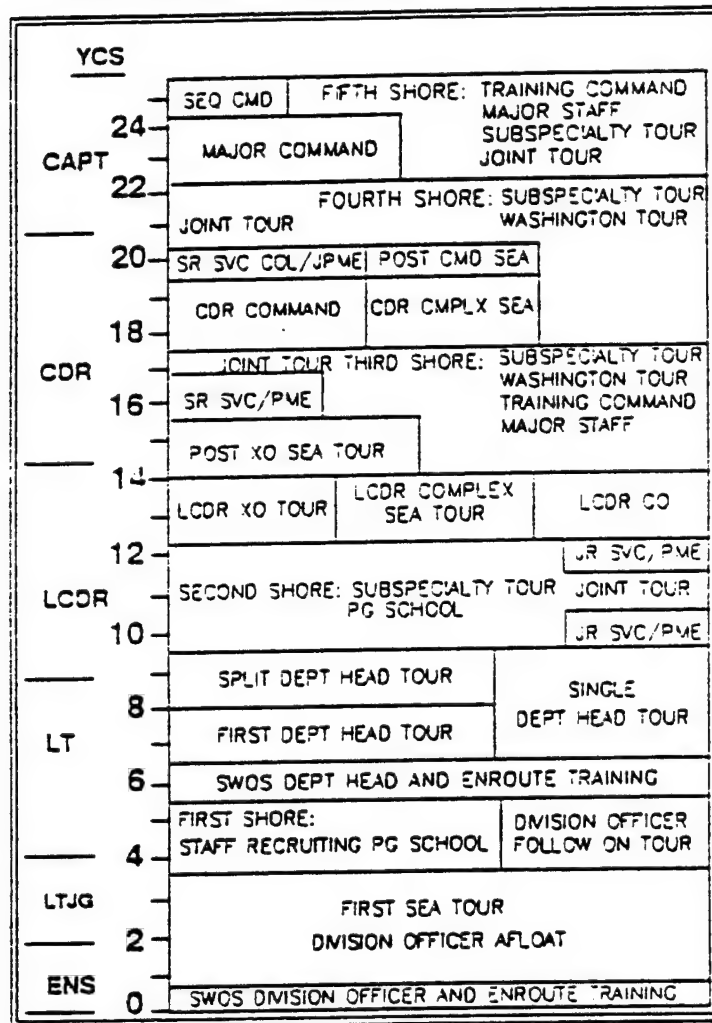 YCS
SEQ CMD
FIFTH SHORE: TRAINING COMMAND
MAJOR STAFF
SUBSPECIALTY TOUR
JOINT TOUR
24
MAJOR COMMAND
CAPT
22
FOURTH SHORE: SUBSPECIALTY TOUR
JOINT TOUR
WASHINGTON TOUR
20
SR SVC COL/JPME
POST CMD SEA
CDR COMMAND
CDR CMPLX SEA
18
CDR
JOINT TOUR THIRD SHORE: SUBSPECIALTY TOUR
WASHINGTON TOUR
TRAINING COMMAND
MAJOR STAFF
16
SR SVC/PME
POST XO SEA TOUR
14
LCDR XO TOUR
LCDR COMPLEX
SEA TOUR
LCDR CO
12
JR SVC/PME
LCDR
SECOND SHORE: SUBSPECIALTY TOUR
PG SCHOOL
JOINT TOUR
10
JR SVC/PME
SPLIT DEPT HEAD TOUR
SINGLE
DEPT HEAD TOUR
8
LT
FIRST DEPT HEAD TOUR
6
SWOS DEPT HEAD AND ENROUTE TRAINING
FIRST SHORE:
STAFF RECRUITING PG SCHOOL
DIVISION OFFICER
FOLLOW ON TOUR
4
LTJG
FIRST SEA TOUR
DIVISION OFFICER AFLOAT
2
ENS
0
SWOS DIVISION OFFICER AND ENROUTE TRAINING